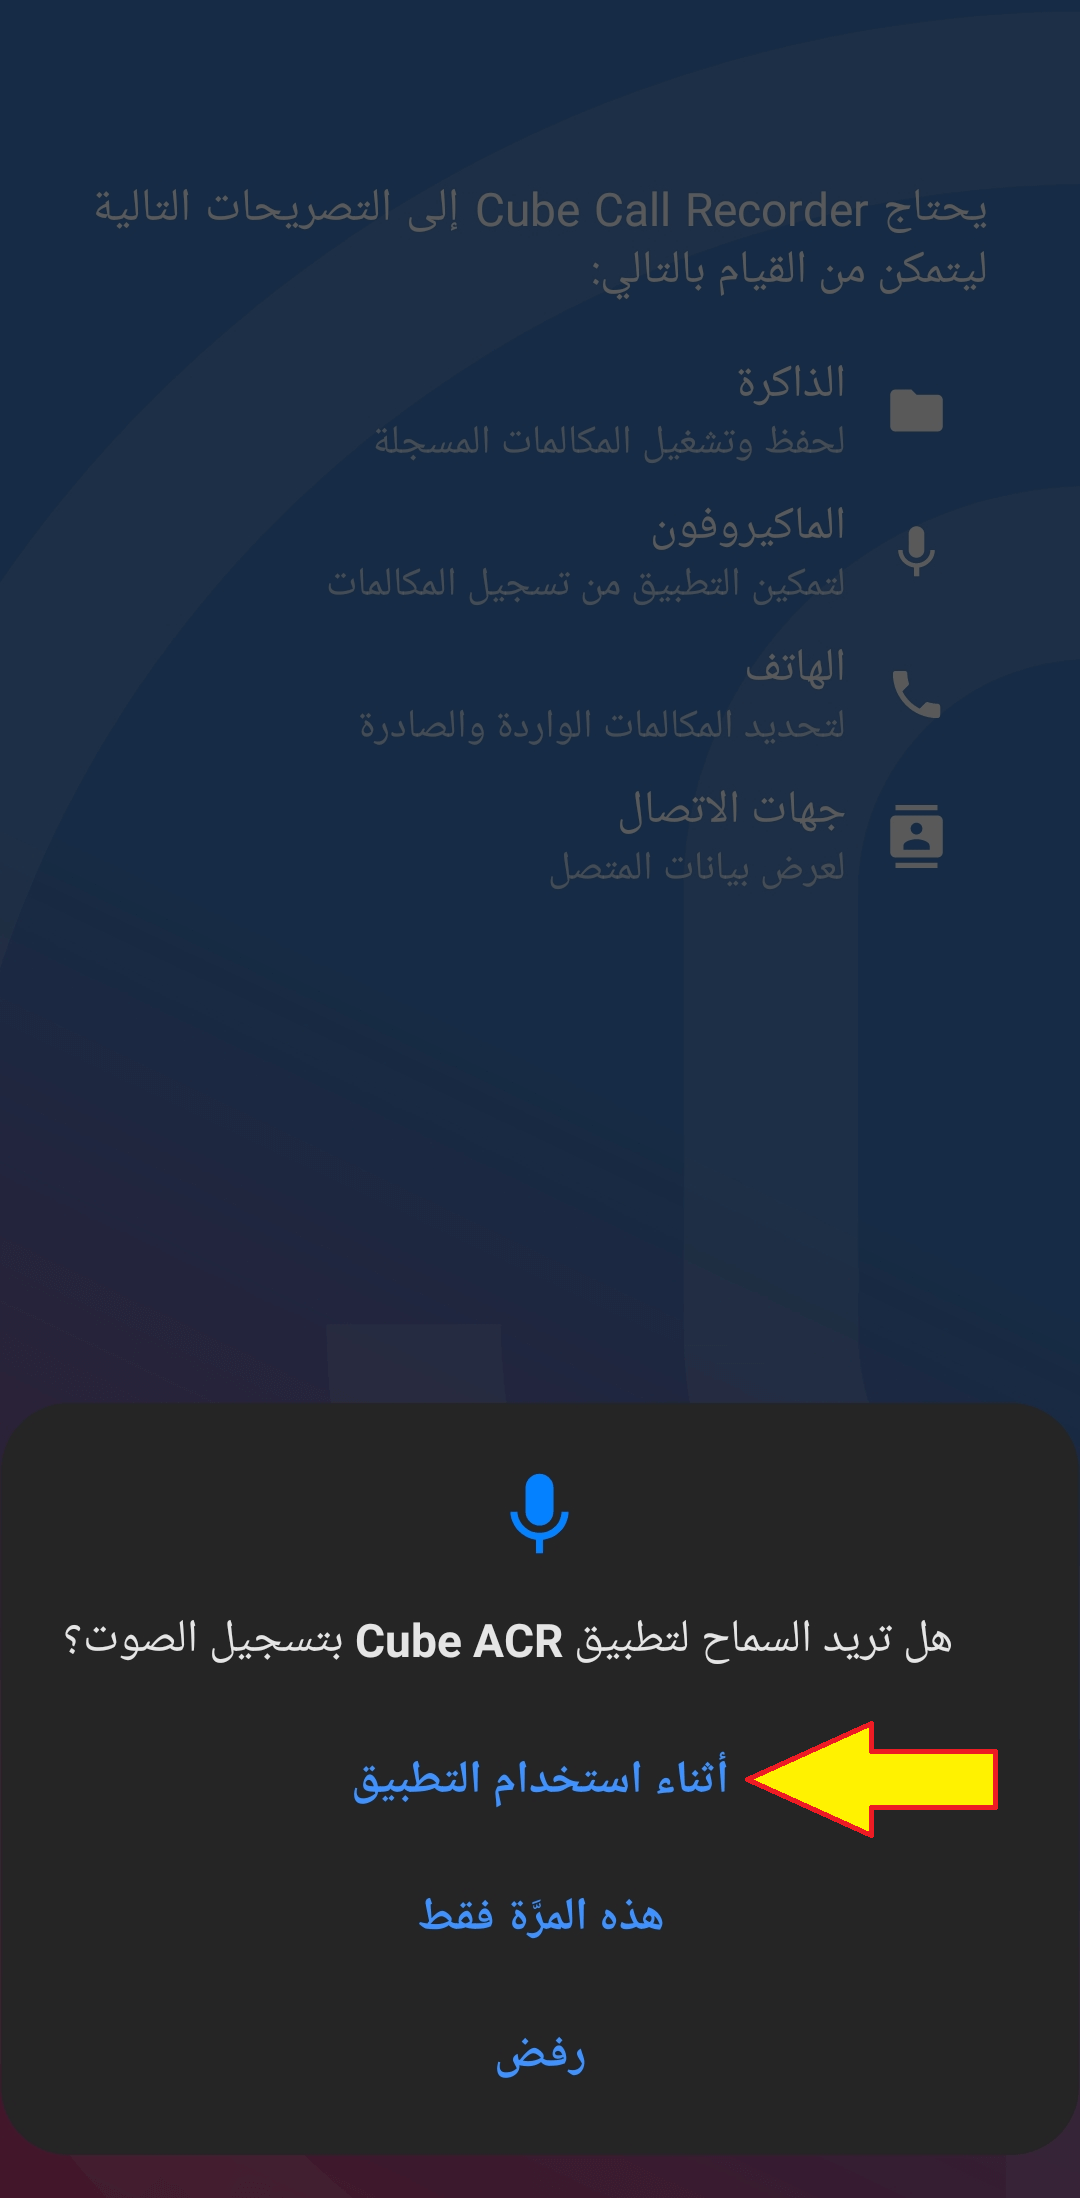 يحتاج Cube Call Recorder إلى التصريحات التالية
ليتمكن من القيام بالتالي:
الذاكرة
لحفظ وتشغيل المكالمات المسجلة
الماكيروفون
لتمكين التطبيق من تسجيل المكالمات
الهاتف
لتحديد المكالمات الواردة والصادرة
جهات الاتصال
لعرض بيانات المتصل
هل تريد السماح لتطبيق Cube ACR بتسجيل الصوت؟
أثناء استخدام التطبيق
هذه المرَّة فقط
رفض